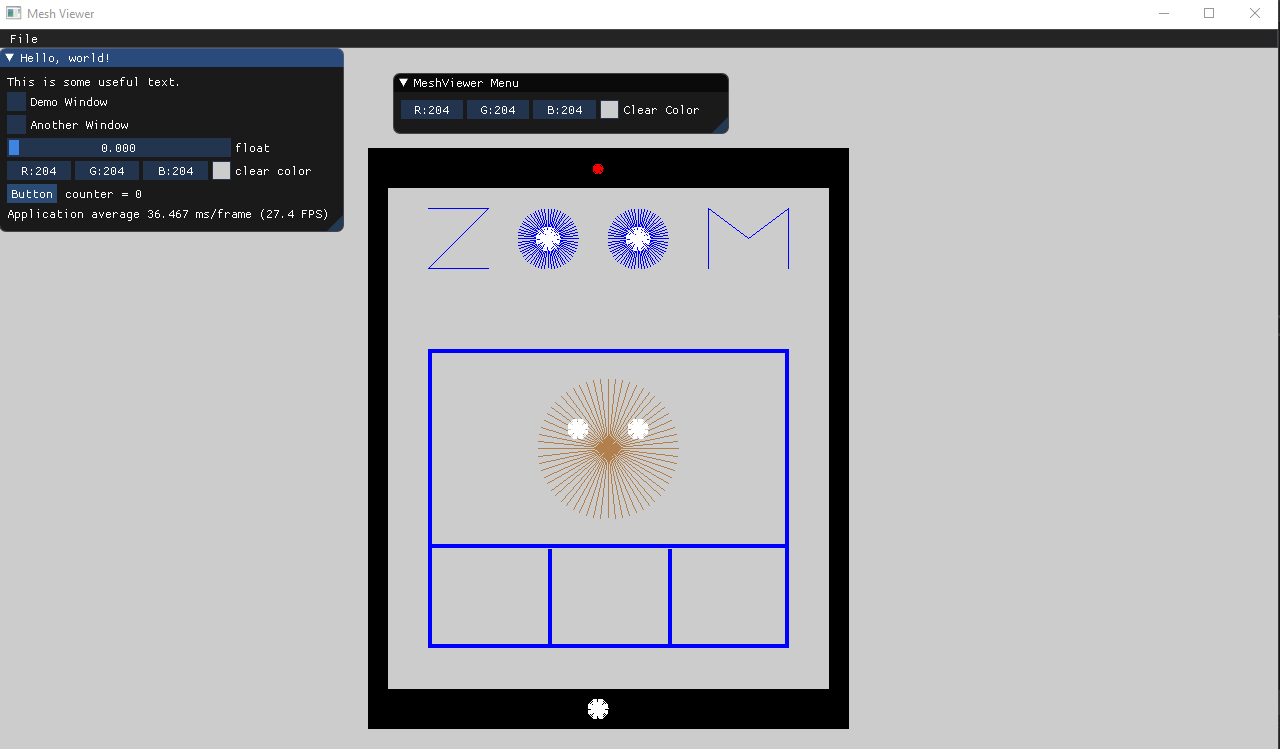 Mesh Viewer
File
Hello, world!
This is some useful text.
Demo Window
Another Window
0.000 float
R:204 G:204 B:204 clear color
Button counter = 0
Application average 36.467 ms/frame (27.4 FPS)
MeshViewer Menu
R:204 G:204 B:204 Clear Color
ZOOM